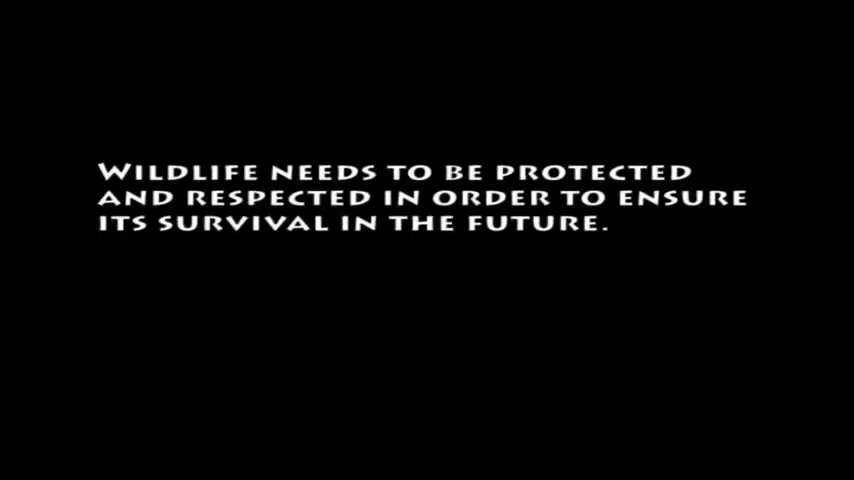 Wildlife needs to be protected
and respected in order to ensure
its survival in the future.